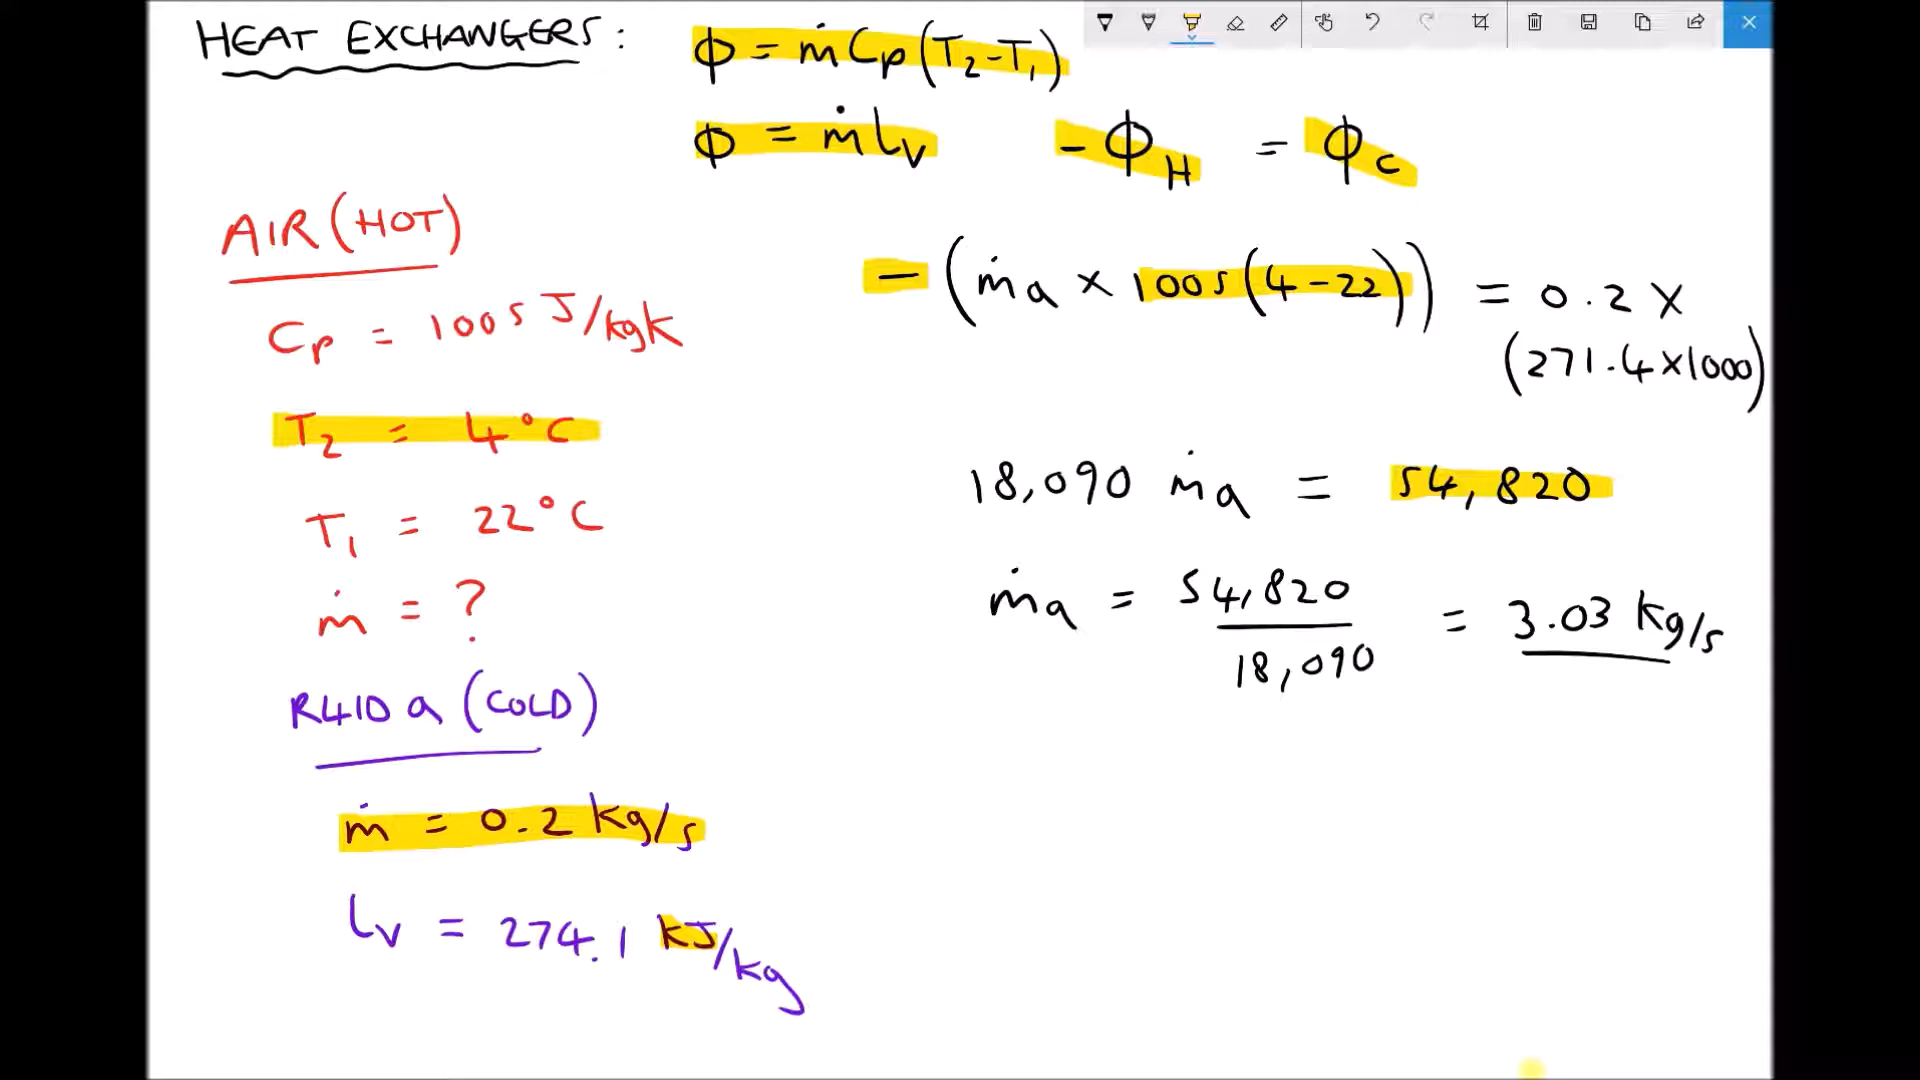 HEAT EXCHANGERS:
ϕ = ṁCp(T₂-T₁)
ϕ = ṁLv
-ϕH = ϕc
AIR (HOT)
Cp = 1005 J/kgK
T₂ = 4°C
T₁ = 22°C
ṁ = ?
R410a (COLD)
ṁ = 0.2 kg/s
Lv = 274.1 kJ/kg
-(ṁa × 1005(4-22)) = 0.2 ×
(271.4×1000)
18,090 ṁa = 54,820
ṁa = 54,820/18,090 = 3.03 kg/s